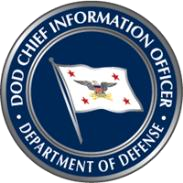 DOD CHIEF INFORMATION OFFICER
DEPARTMENT OF DEFENSE